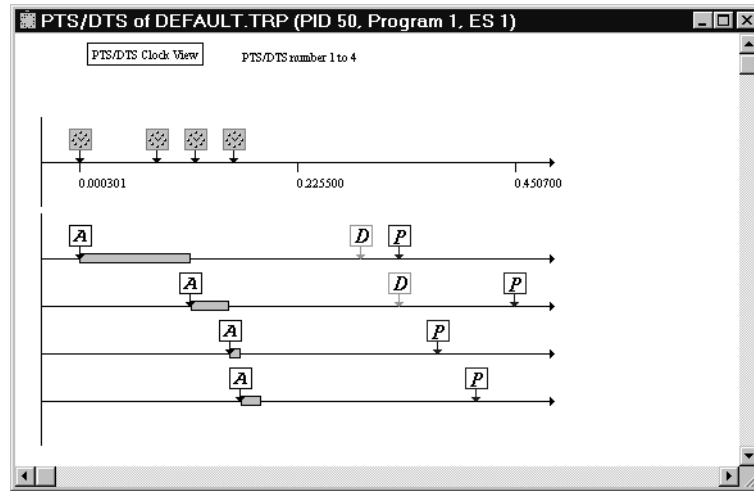 PTS/DTS of DEFAULT.TRP (PID 50, Program 1, ES 1)
PTS/DTS Clock View
PTS/DTS number 1 to 4
0.000301 0.225500 0.450700
A D P
A D P
A P
A P